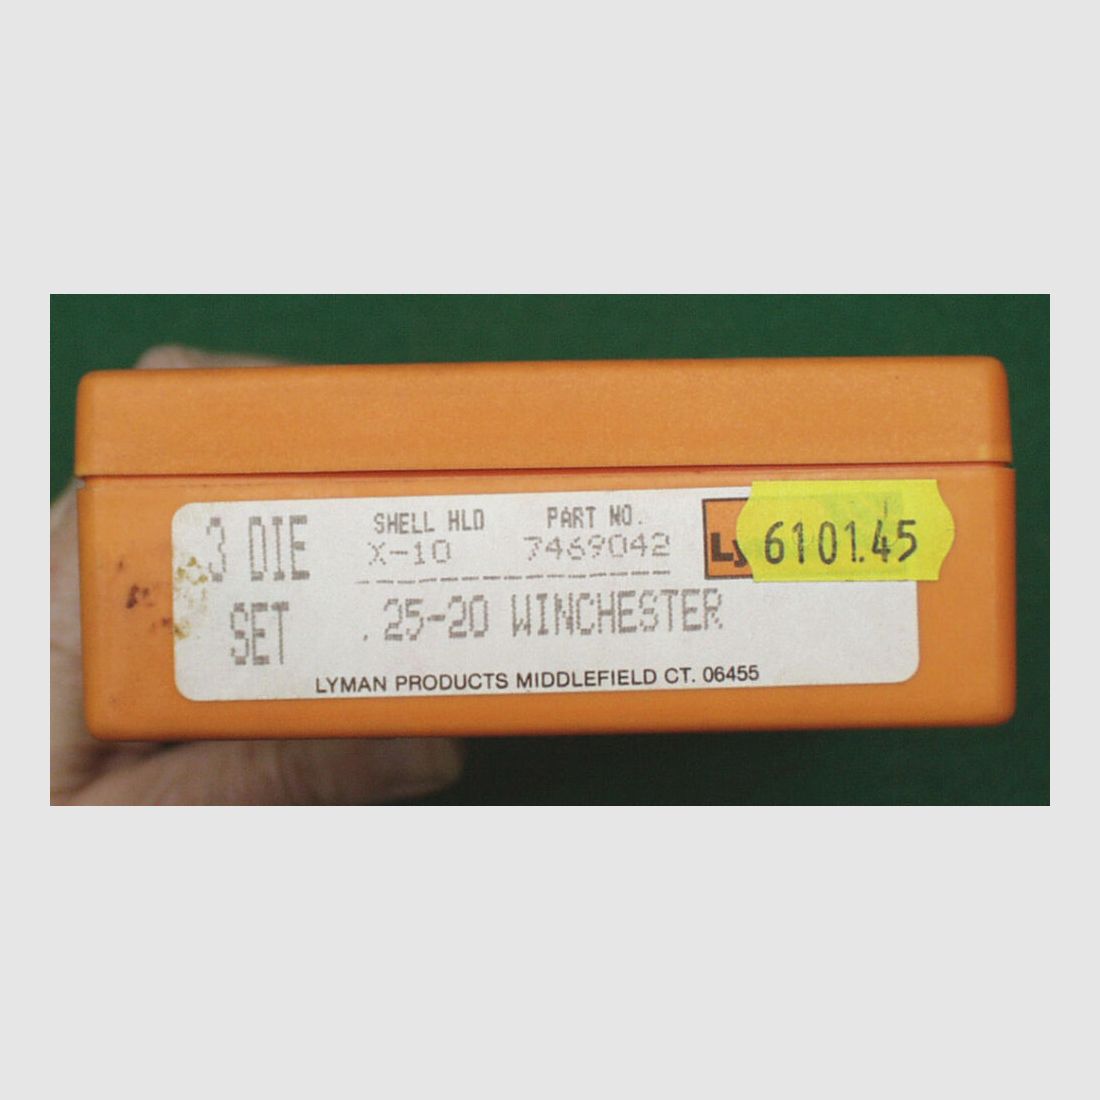 3 DIE SHELL HLD PART NO.
X-10 7469042
SET .25-20 WINCHESTER
LYMAN PRODUCTS MIDDLEFIELD CT. 06455
Ly
6101.45